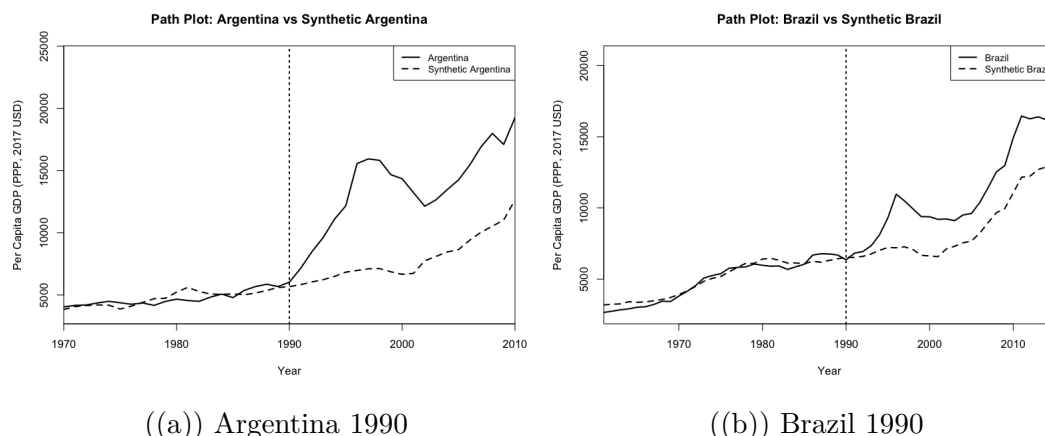 Path Plot: Argentina vs Synthetic Argentina
Argentina
Synthetic Argentina
Per Capita GDP (PPP, 2017 USD)
25000
20000
15000
10000
5000
1970
1980
1990
2000
2010
Year
((a)) Argentina 1990
Path Plot: Brazil vs Synthetic Brazil
Brazil
Synthetic Brazil
Per Capita GDP (PPP, 2017 USD)
20000
15000
10000
5000
1970
1980
1990
2000
2010
Year
((b)) Brazil 1990